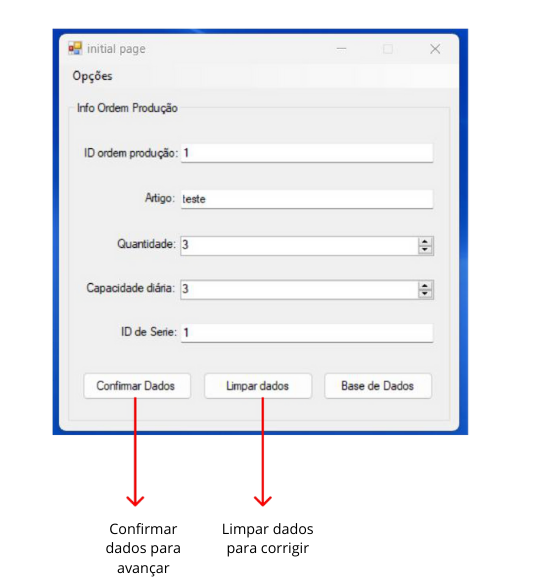 initial page
Opções
Info Ordem Produção
ID ordem produção: 1
Artigo: teste
Quantidade: 3
Capacidade diária: 3
ID de Serie: 1
Confirmar Dados Limpar dados Base de Dados
Confirmar Limpar dados
dados para para corrigir
avançar